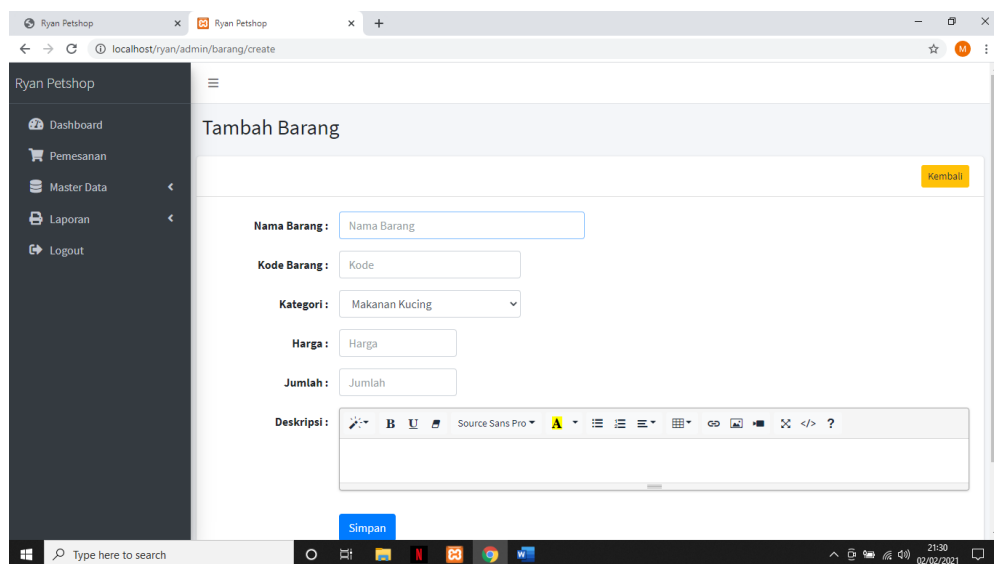 Ryan Petshop
Ryan Petshop
localhost/ryan/admin/barang/create
M
Ryan Petshop
Dashboard
Pemesanan
Master Data
Laporan
Logout
Tambah Barang
Kembali
Nama Barang : Nama Barang
Kode Barang : Kode
Kategori : Makanan Kucing
Harga : Harga
Jumlah : Jumlah
Deskripsi : B U Source Sans Pro A </> ?
Simpan
Type here to search
N
W
21:30
02/02/2021